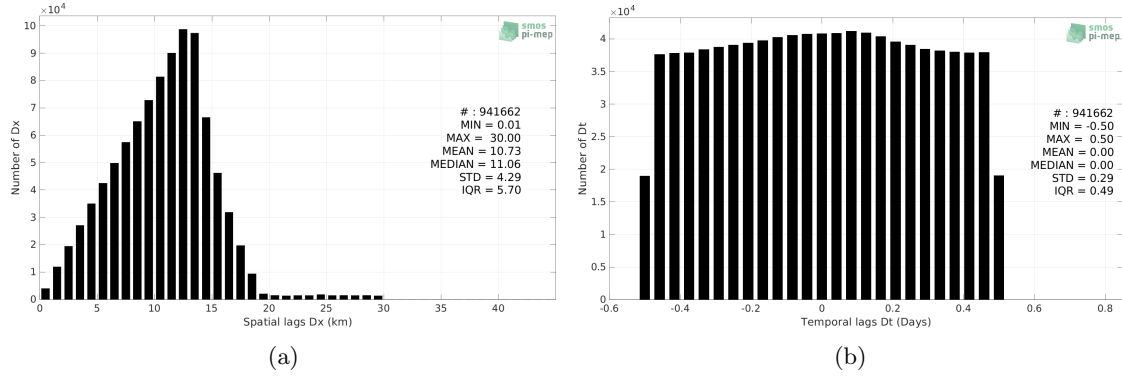 ×10⁴
10
9
8
7
6
5
4
3
2
1
0
Number of Dx
smos
pi-mep
# : 941662
MIN = 0.01
MAX = 30.00
MEAN = 10.73
MEDIAN = 11.06
STD = 4.29
IQR = 5.70
0 5 10 15 20 25 30 35 40
Spatial lags Dx (km)
(a)
×10⁴
4
3.5
3
2.5
2
1.5
1
0.5
0
Number of Dt
smos
pi-mep
# : 941662
MIN = -0.50
MAX = 0.50
MEAN = 0.00
MEDIAN = 0.00
STD = 0.29
IQR = 0.49
-0.6 -0.4 -0.2 0 0.2 0.4 0.6 0.8
Temporal lags Dt (Days)
(b)